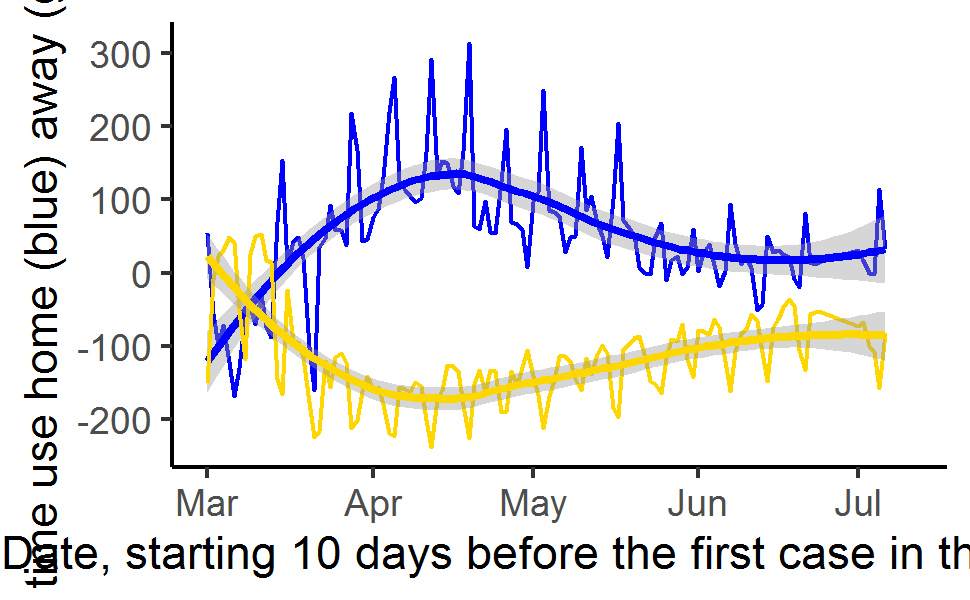 time use home (blue) away (
300
200
100
0
-100
-200
Mar Apr May Jun Jul
Date, starting 10 days before the first case in th